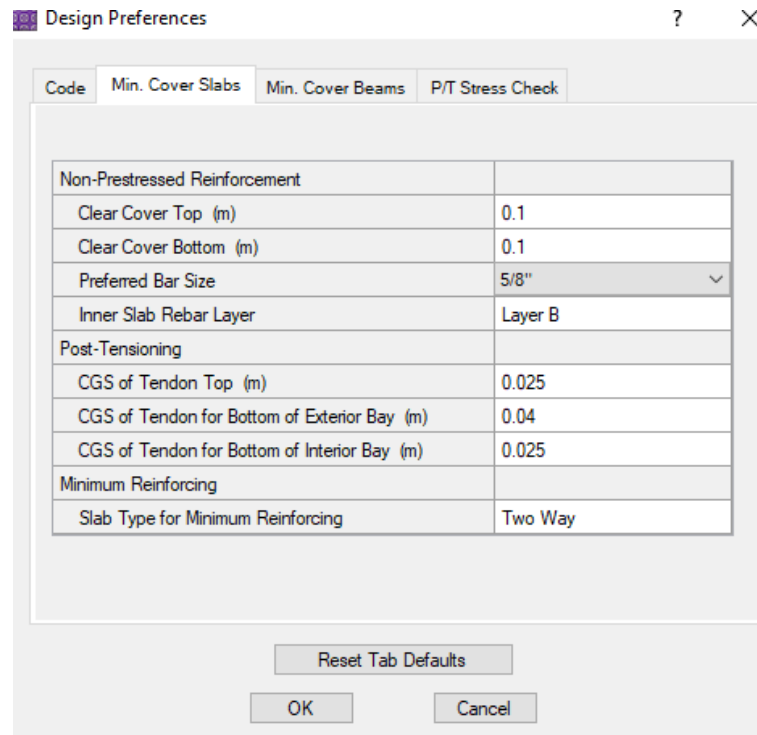 Design Preferences
Code Min. Cover Slabs Min. Cover Beams P/T Stress Check
Non-Prestressed Reinforcement
Clear Cover Top (m) 0.1
Clear Cover Bottom (m) 0.1
Preferred Bar Size 5/8"
Inner Slab Rebar Layer Layer B
Post-Tensioning
CGS of Tendon Top (m) 0.025
CGS of Tendon for Bottom of Exterior Bay (m) 0.04
CGS of Tendon for Bottom of Interior Bay (m) 0.025
Minimum Reinforcing
Slab Type for Minimum Reinforcing Two Way
Reset Tab Defaults
OK Cancel